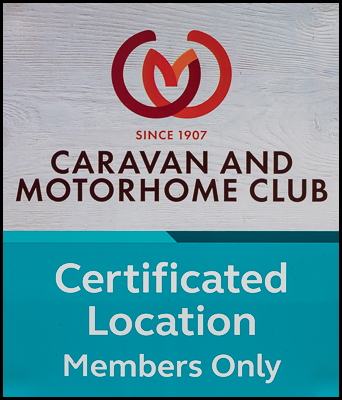 SINCE 1907
CARAVAN AND
MOTORHOME CLUB
Certificated
Location
Members Only